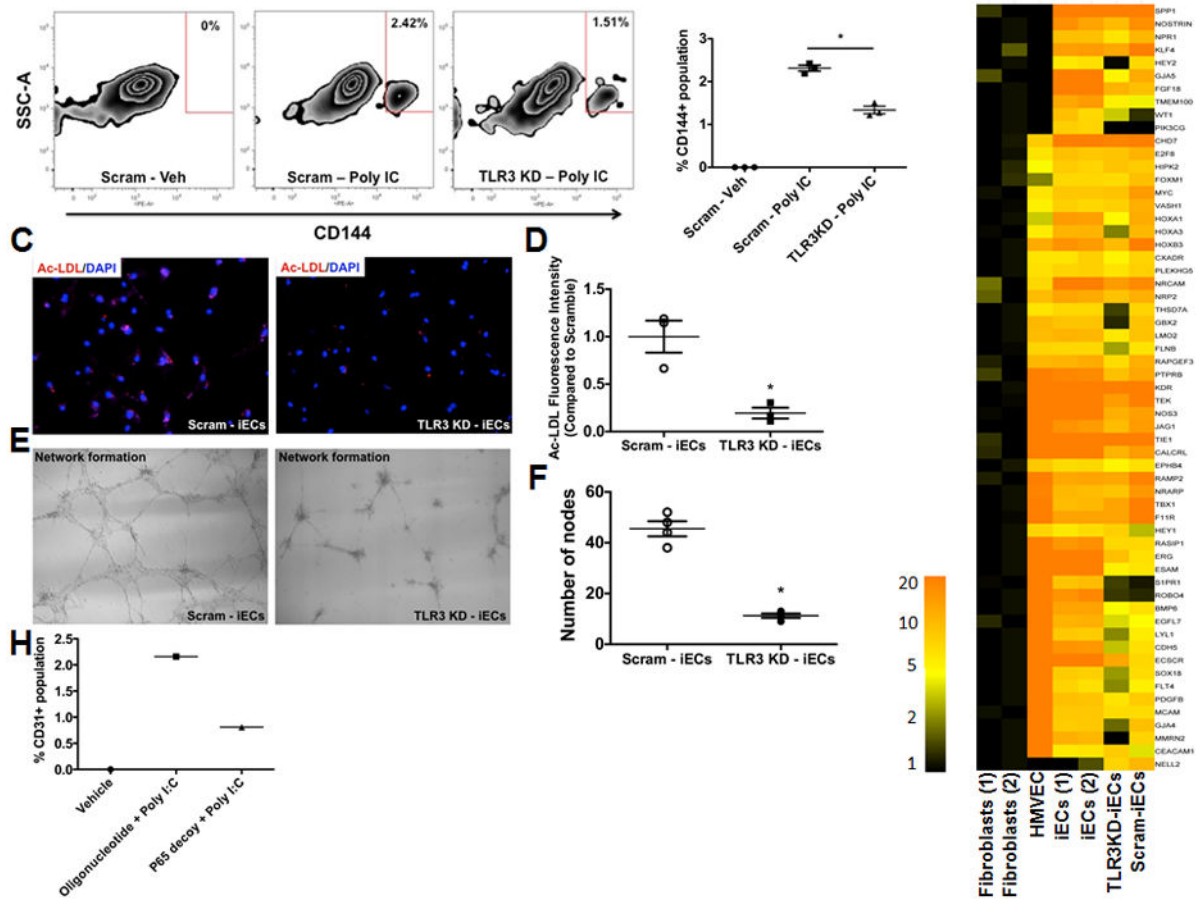 0%
2.42%
1.51%
SSC-A
Scram - Veh
Scram – Poly IC
TLR3 KD – Poly IC
CD144
% CD144+ population
3
2
1
0
*
Scram - Veh
Scram - Poly IC
TLR3KD - Poly IC
C
Ac-LDL/DAPI
Scram - iECs
Ac-LDL/DAPI
TLR3 KD - iECs
D
Ac-LDL Fluorescence Intensity
(Compared to Scramble)
1.5
1.0
0.5
0.0
*
Scram - iECs
TLR3 KD - iECs
E
Network formation
Scram - iECs
Network formation
TLR3 KD - iECs
F
Number of nodes
60
40
20
0
*
Scram - iECs
TLR3 KD - iECs
H
% CD31+ population
2.5
2.0
1.5
1.0
0.5
0.0
Vehicle
Oligonucleotide + Poly I:C
P65 decoy + Poly I:C
20
10
5
2
1
SPP1
NOSTRIN
NPR1
KLF4
HEY2
GJA5
FGF18
TMEM100
WT1
PIK3CG
CHD7
E2F8
HIPK2
FOXM1
MYC
VASH1
HOXA1
HOXA3
HOXB3
CXADR
PLEKHG5
NRCAM
NRP2
THSD7A
GBX2
LMO2
FLNB
RAPGEF3
PTPRB
KDR
TEK
NOS3
JAG1
TIE1
CALCRL
EPHB4
RAMP2
NRARP
TBX1
F11R
HEY1
RASIP1
ERG
ESAM
S1PR1
ROBO4
BMP6
EGFL7
LYL1
CDH5
ECSCR
SOX18
FLT4
PDGFB
MCAM
GJA4
MMRN2
CEACAM1
NELL2
Fibroblasts (1)
Fibroblasts (2)
HMVEC
iECs (1)
iECs (2)
TLR3KD-iECs
Scram-iECs